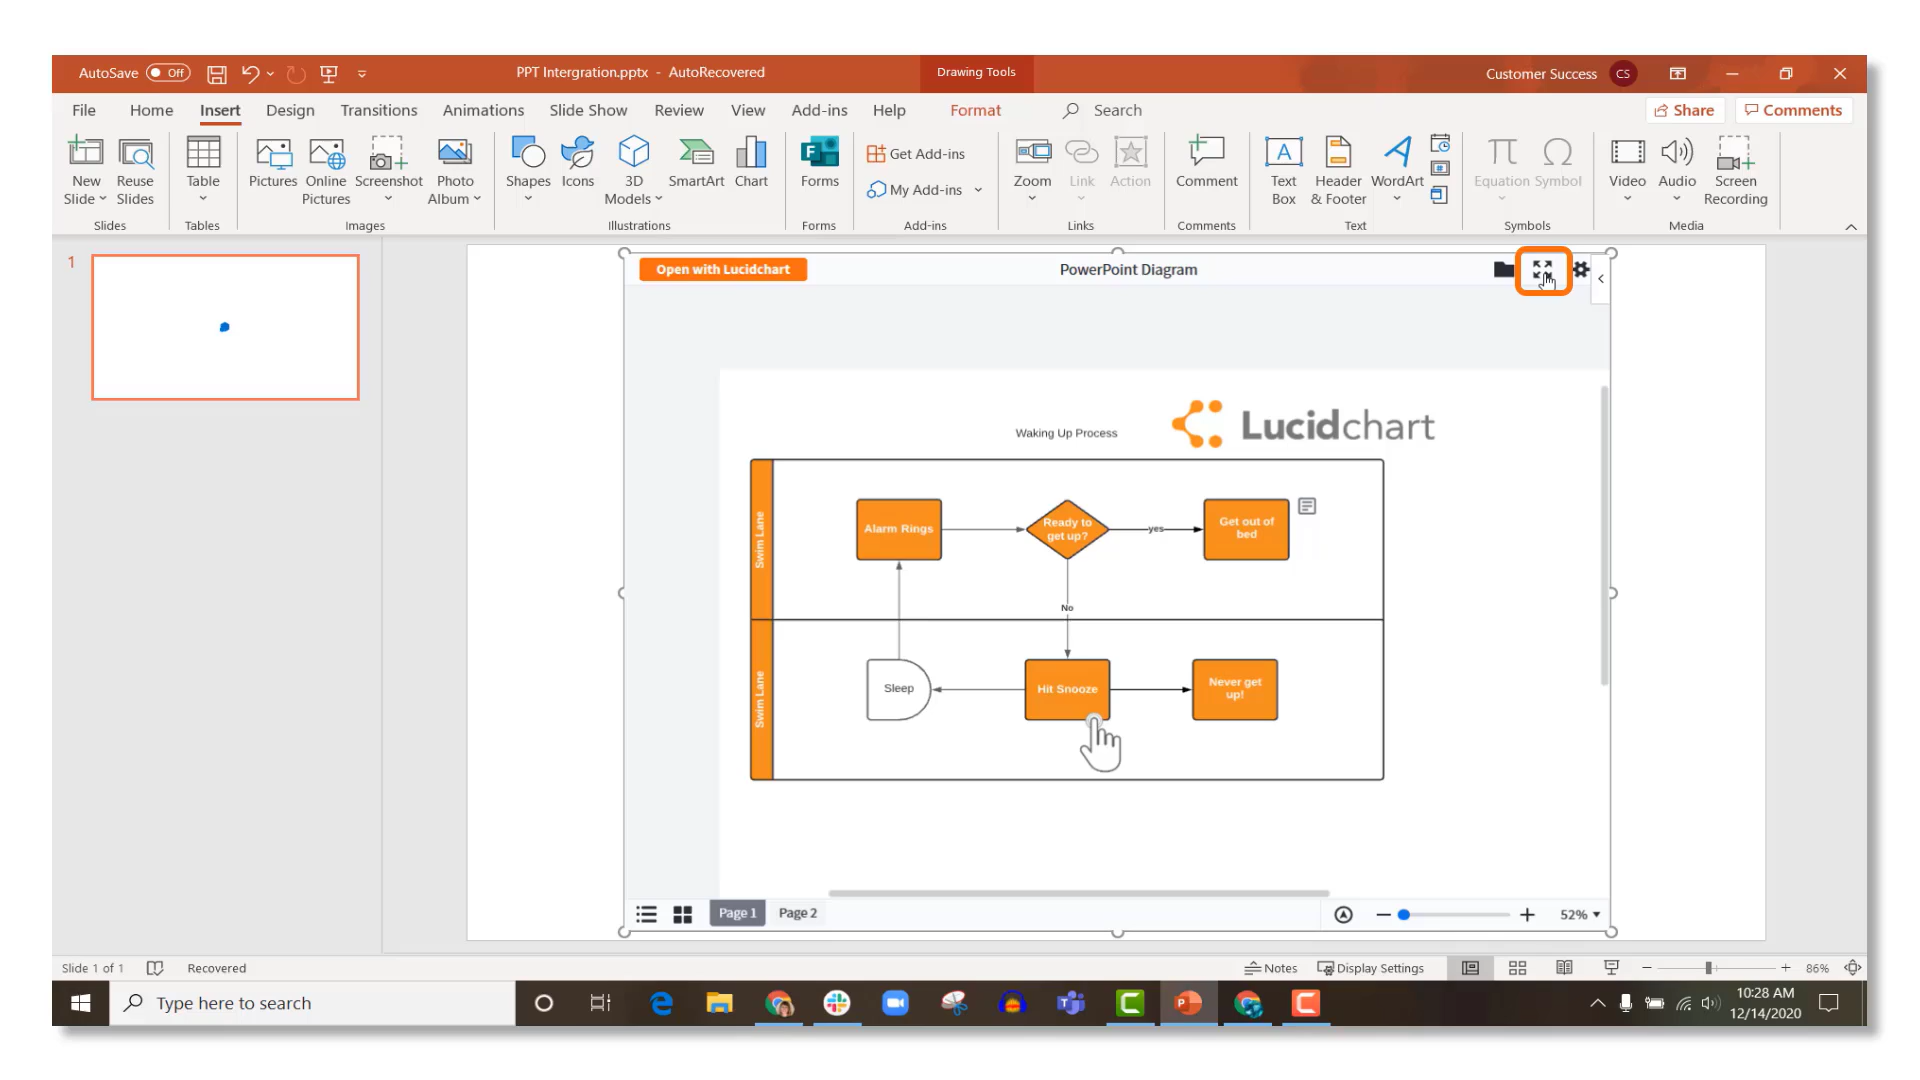 AutoSave Off PPT Intergration.pptx - AutoRecovered Drawing Tools Customer Success CS
File Home Insert Design Transitions Animations Slide Show Review View Add-ins Help Format Search Share Comments
New Slide
Reuse Slides
Table
Pictures
Online Pictures
Screenshot
Photo Album
Shapes
Icons
3D Models
SmartArt
Chart
Forms
Get Add-ins
My Add-ins
Zoom
Link
Action
Comment
Text Box
Header & Footer
WordArt
Equation
Symbol
Video
Audio
Screen Recording
Slides Tables Images Illustrations Forms Add-ins Links Comments Text Symbols Media
1
Open with Lucidchart PowerPoint Diagram
Lucidchart
Waking Up Process
Swim Lane
Alarm Rings
Ready to
get up?
yes
Get out of
bed
No
Swim Lane
Sleep
Hit Snooze
Never get
up!
Page 1 Page 2 52%
Slide 1 of 1 Recovered Notes Display Settings 86%
Type here to search
10:28 AM
12/14/2020